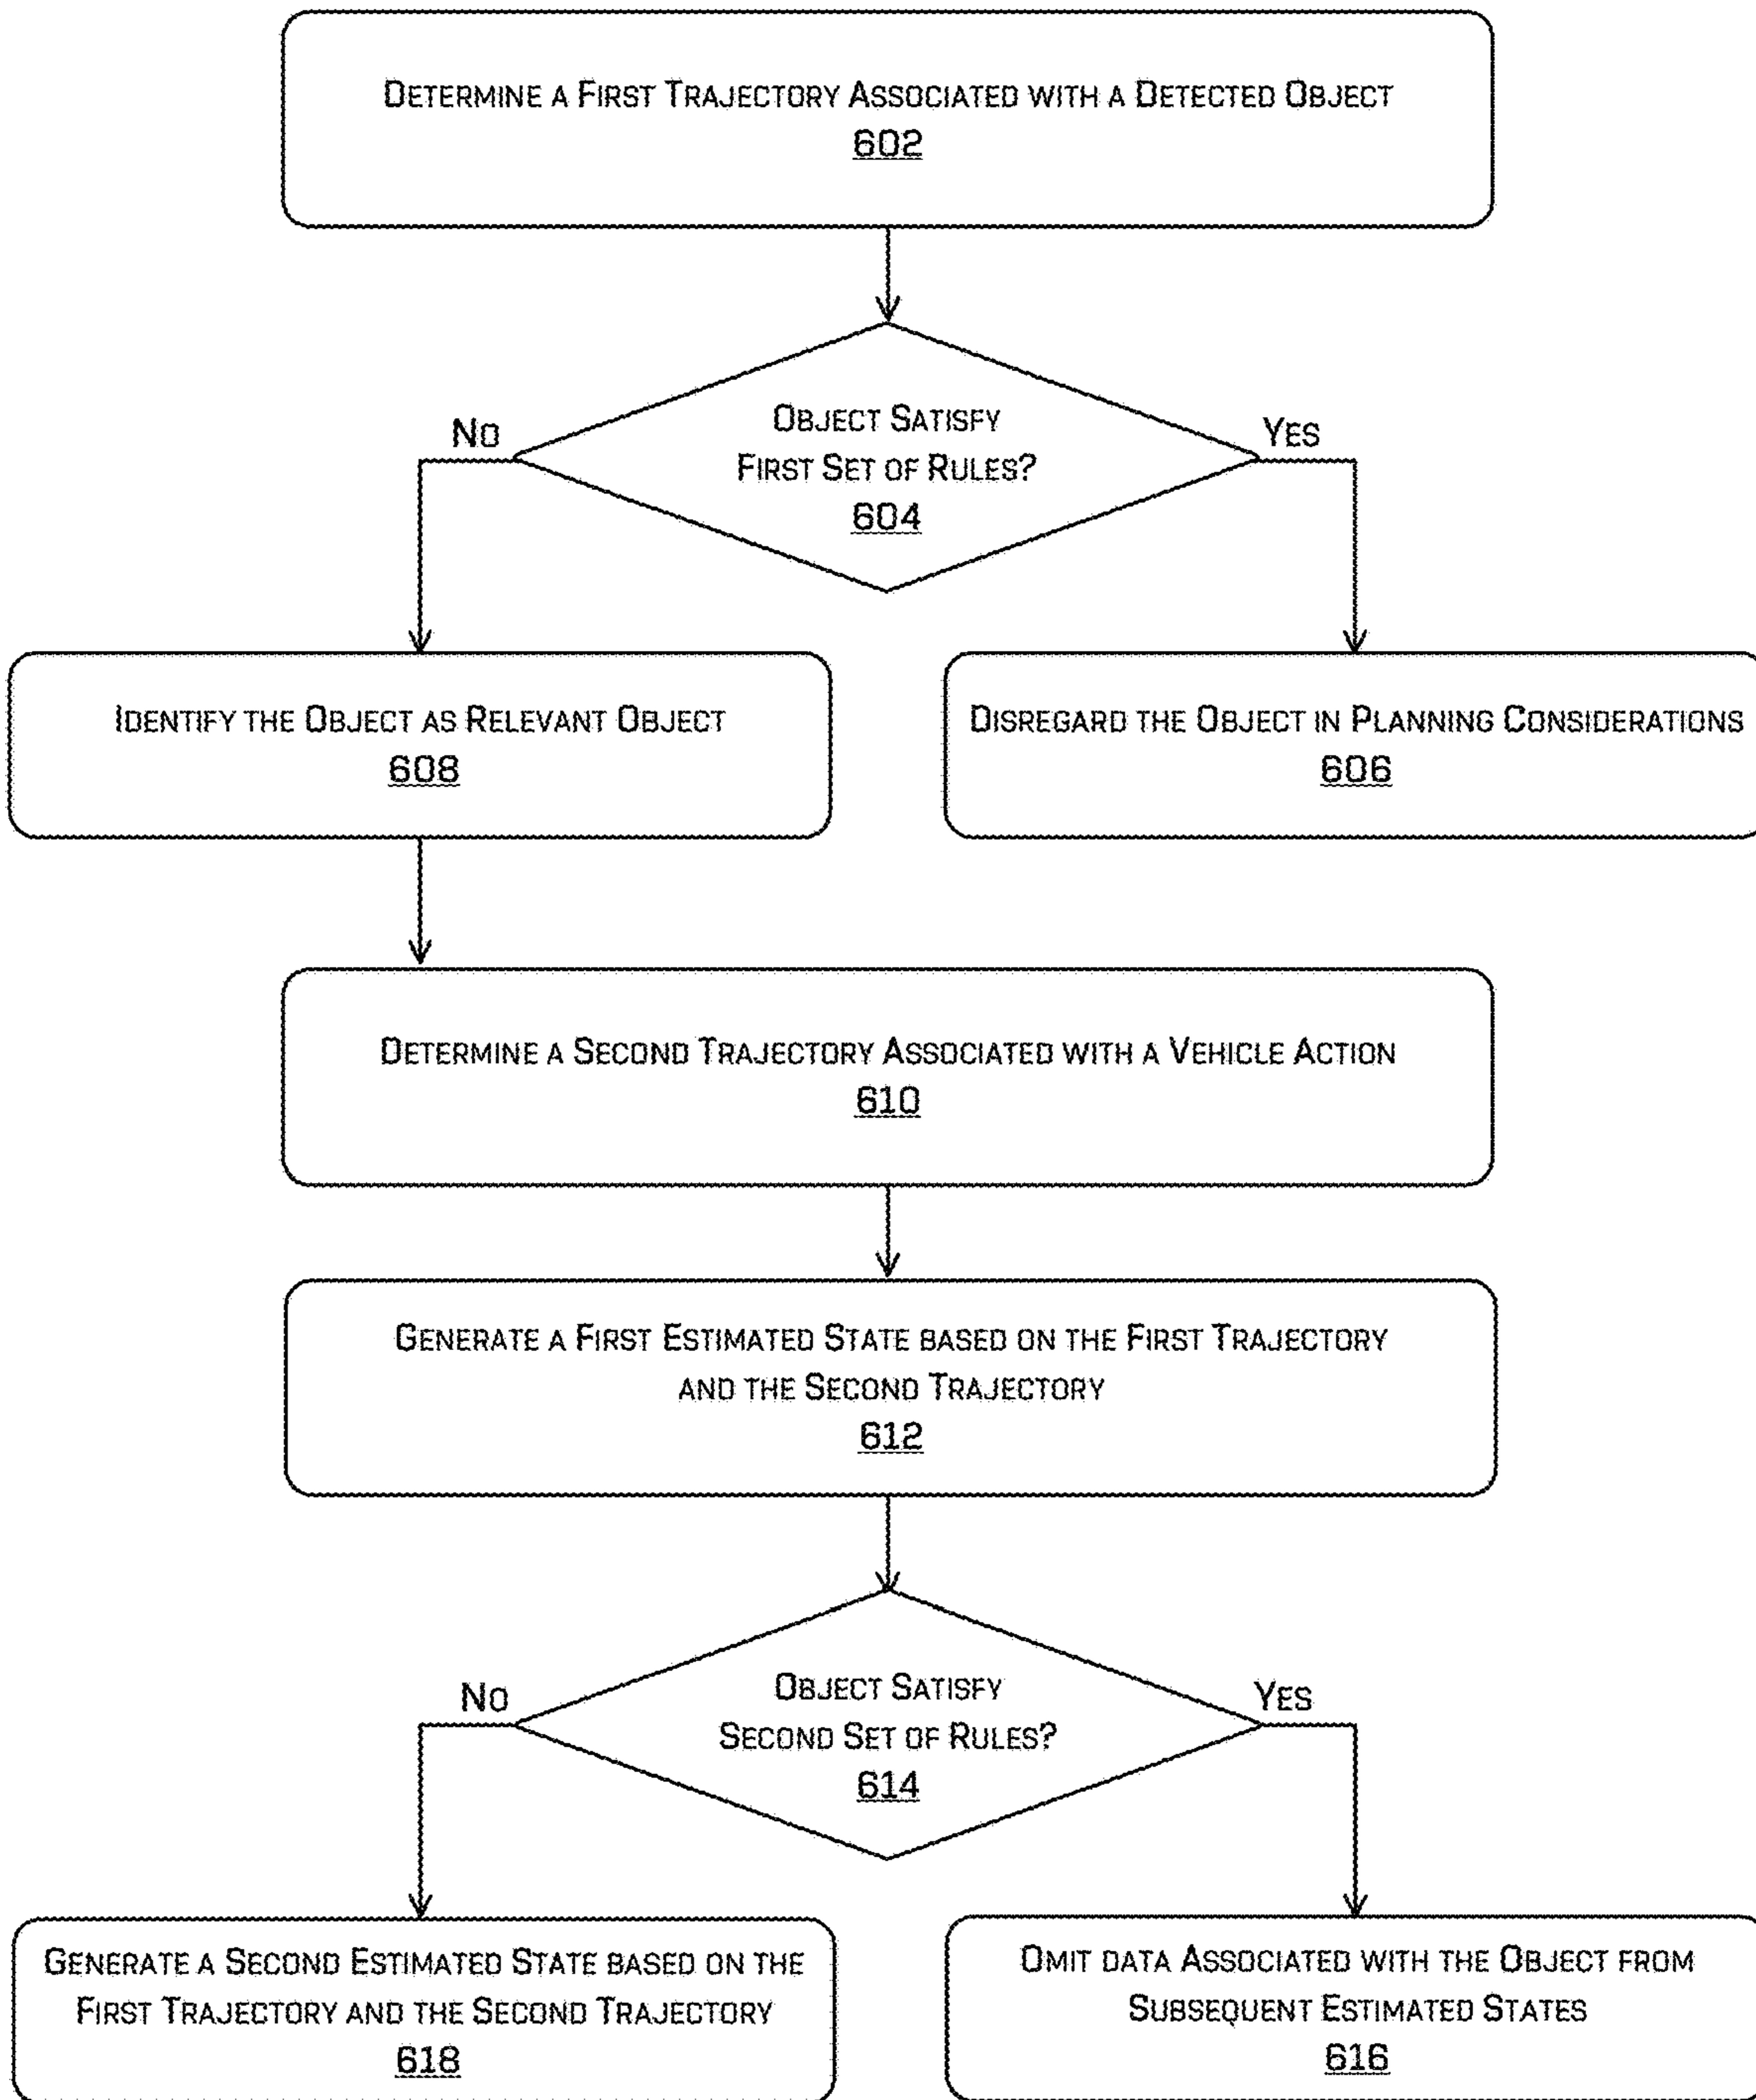 DETERMINE A FIRST TRAJECTORY ASSOCIATED WITH A DETECTED OBJECT
602
OBJECT SATISFY
FIRST SET OF RULES?
604
NO
YES
IDENTIFY THE OBJECT AS RELEVANT OBJECT
608
DISREGARD THE OBJECT IN PLANNING CONSIDERATIONS
606
DETERMINE A SECOND TRAJECTORY ASSOCIATED WITH A VEHICLE ACTION
610
GENERATE A FIRST ESTIMATED STATE BASED ON THE FIRST TRAJECTORY
AND THE SECOND TRAJECTORY
612
OBJECT SATISFY
SECOND SET OF RULES?
614
NO
YES
GENERATE A SECOND ESTIMATED STATE BASED ON THE
FIRST TRAJECTORY AND THE SECOND TRAJECTORY
618
OMIT DATA ASSOCIATED WITH THE OBJECT FROM
SUBSEQUENT ESTIMATED STATES
616